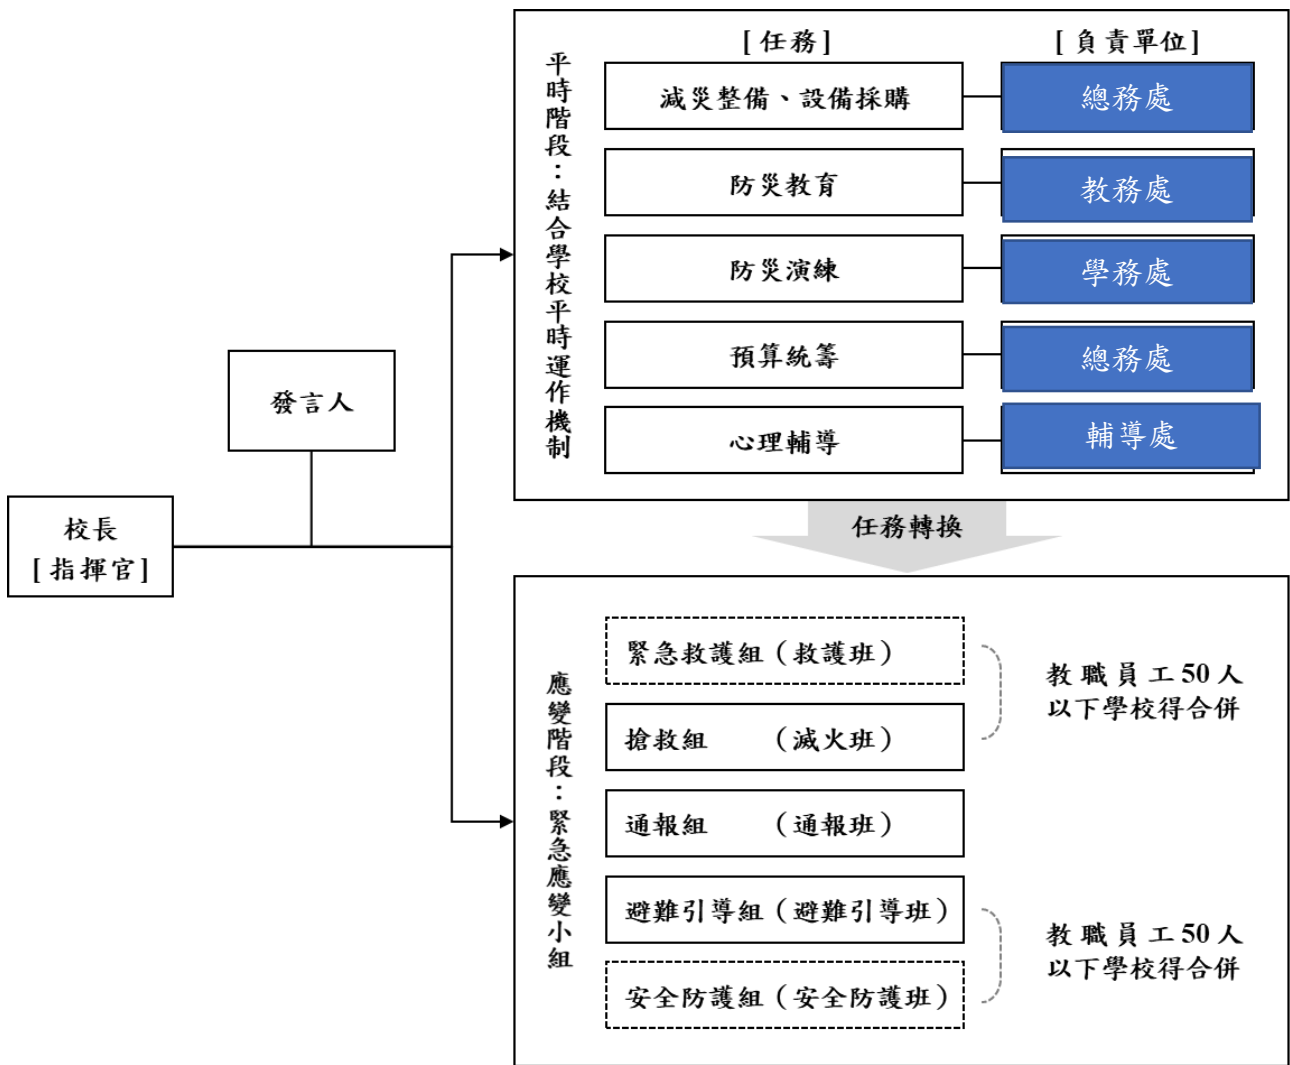 平時階段：結合學校平時運作機制
[任務]
[負責單位]
減災整備、設備採購
總務處
防災教育
教務處
防災演練
學務處
預算統籌
總務處
心理輔導
輔導處
發言人
校長
[指揮官]
任務轉換
應變階段：緊急應變小組
緊急救護組（救護班）
搶救組　　（滅火班）
教職員工50人
以下學校得合併
通報組　　（通報班）
避難引導組（避難引導班）
安全防護組（安全防護班）
教職員工50人
以下學校得合併